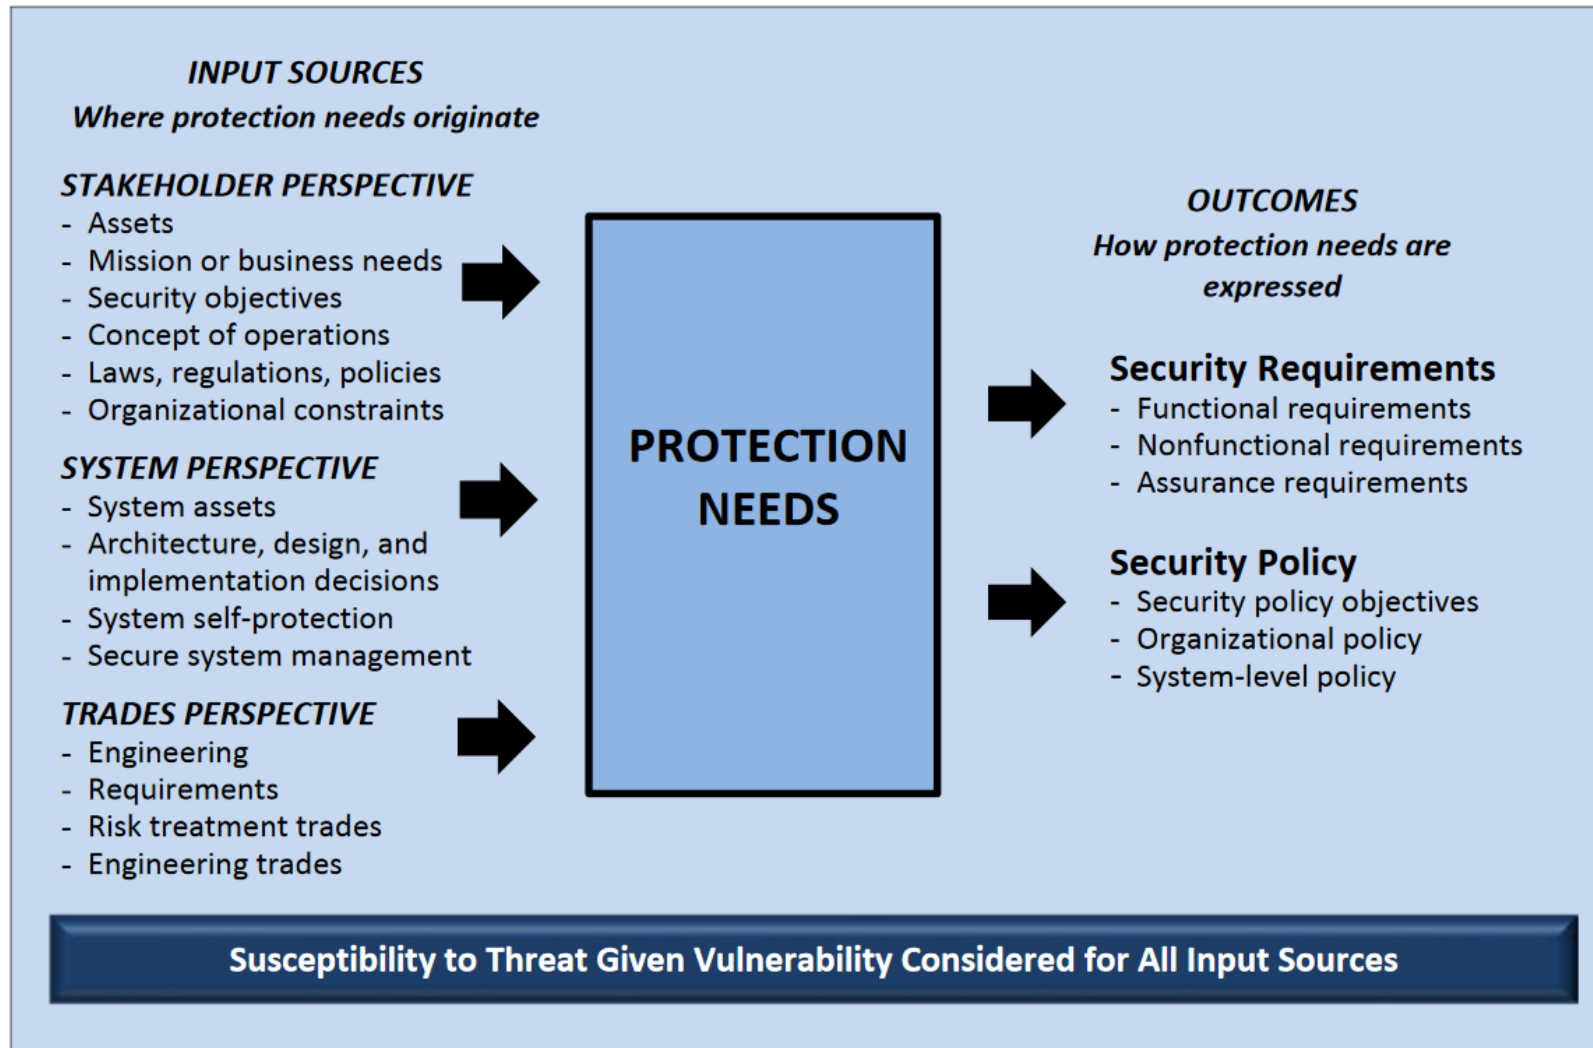 INPUT SOURCES
Where protection needs originate
STAKEHOLDER PERSPECTIVE
- Assets
- Mission or business needs
- Security objectives
- Concept of operations
- Laws, regulations, policies
- Organizational constraints
SYSTEM PERSPECTIVE
- System assets
- Architecture, design, and
implementation decisions
- System self-protection
- Secure system management
TRADES PERSPECTIVE
- Engineering
- Requirements
- Risk treatment trades
- Engineering trades
PROTECTION
NEEDS
OUTCOMES
How protection needs are
expressed
Security Requirements
- Functional requirements
- Nonfunctional requirements
- Assurance requirements
Security Policy
- Security policy objectives
- Organizational policy
- System-level policy
Susceptibility to Threat Given Vulnerability Considered for All Input Sources